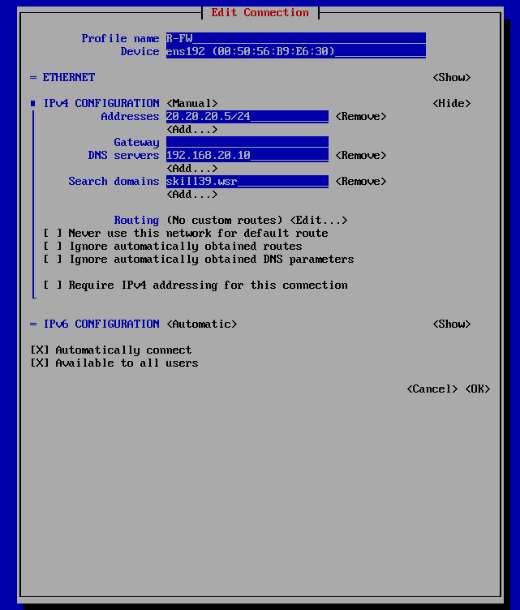 Edit Connection
Profile name R-FW
Device ens192 (00:50:56:B9:E6:30)
= ETHERNET <Show>
IPv4 CONFIGURATION <Manual> <Hide>
Addresses 20.20.20.5/24 <Remove>
<Add...>
Gateway
DNS servers 192.168.20.10 <Remove>
<Add...>
Search domains skill39.wsr <Remove>
<Add...>
Routing (No custom routes) <Edit...>
[ ] Never use this network for default route
[ ] Ignore automatically obtained routes
[ ] Ignore automatically obtained DNS parameters
[ ] Require IPv4 addressing for this connection
= IPv6 CONFIGURATION <Automatic> <Show>
[X] Automatically connect
[X] Available to all users
<Cancel> <OK>